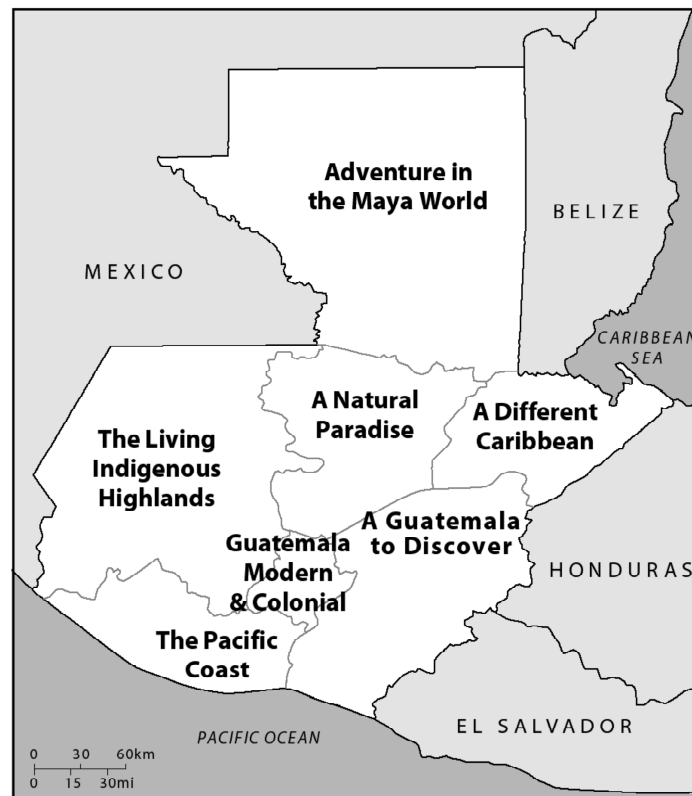 Adventure in
the Maya World
BELIZE
MEXICO
CARIBBEAN
SEA
A Natural
Paradise
A Different
Caribbean
The Living
Indigenous
Highlands
A Guatemala
to Discover
Guatemala
Modern
& Colonial
HONDURAS
The Pacific
Coast
EL SALVADOR
PACIFIC OCEAN
0 30 60km
0 15 30mi